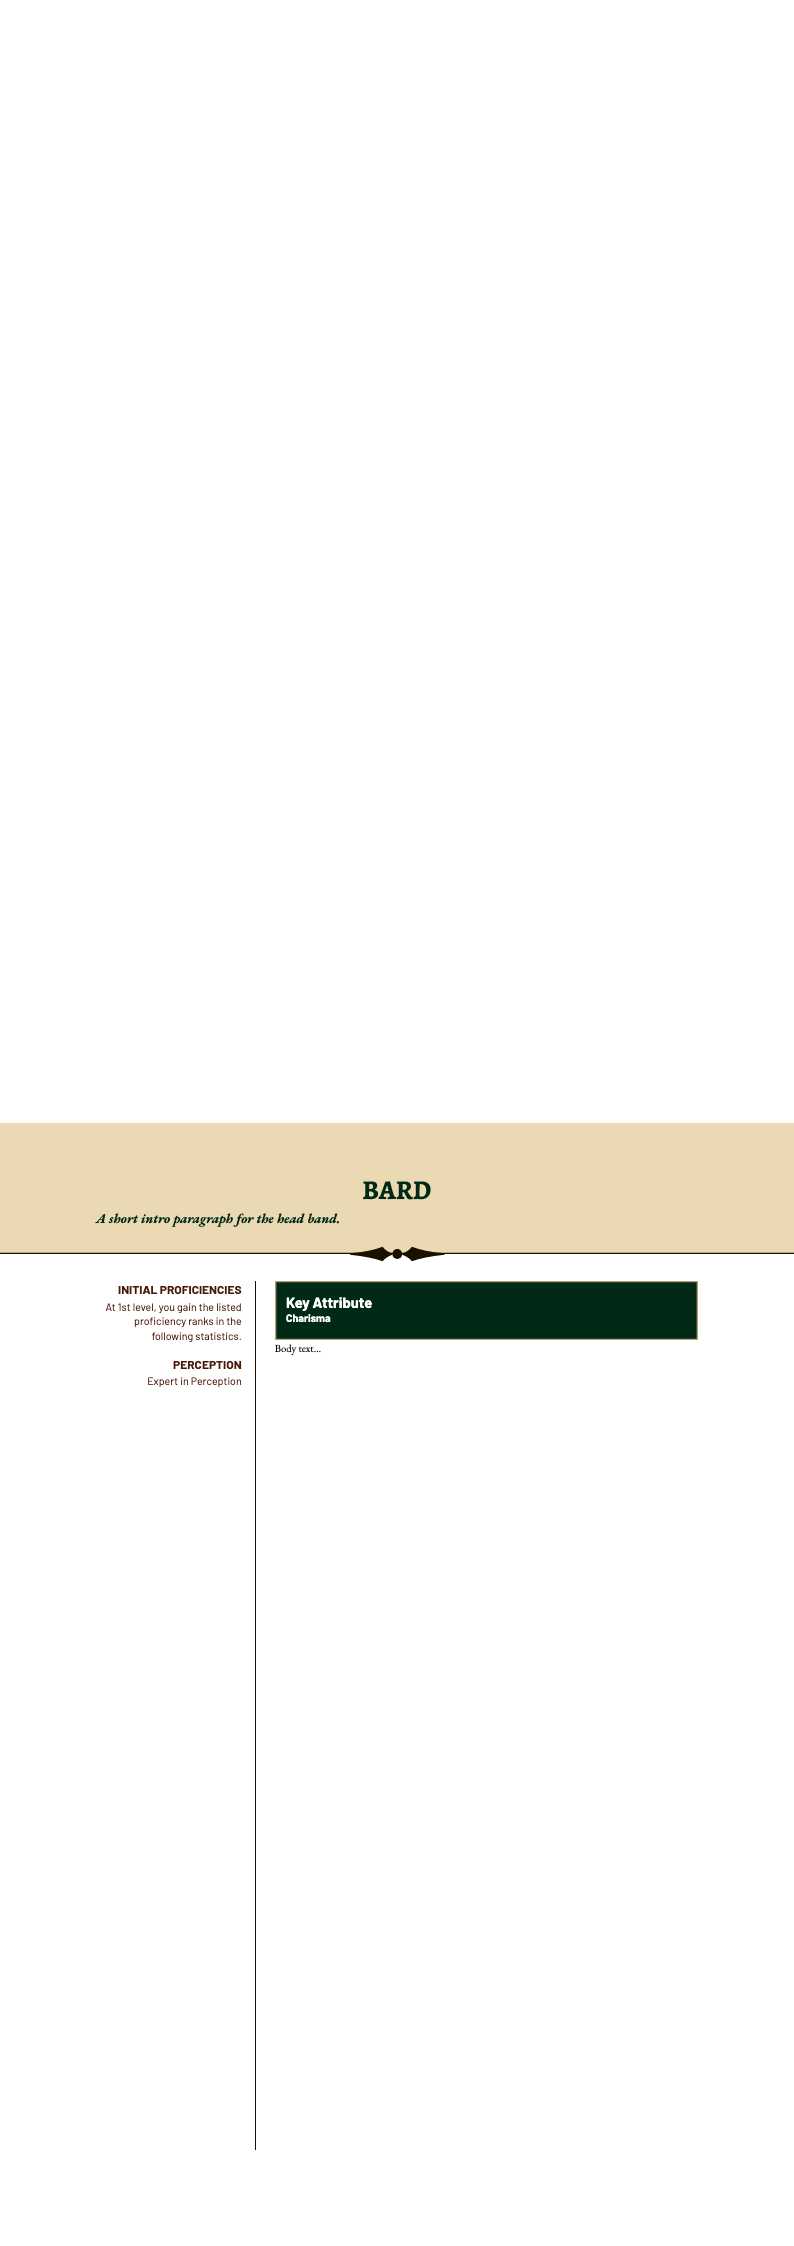 BARD
A short intro paragraph for the head band.
INITIAL PROFICIENCIES
At 1st level, you gain the listed
proficiency ranks in the
following statistics.
PERCEPTION
Expert in Perception
Key Attribute
Charisma
Body text...